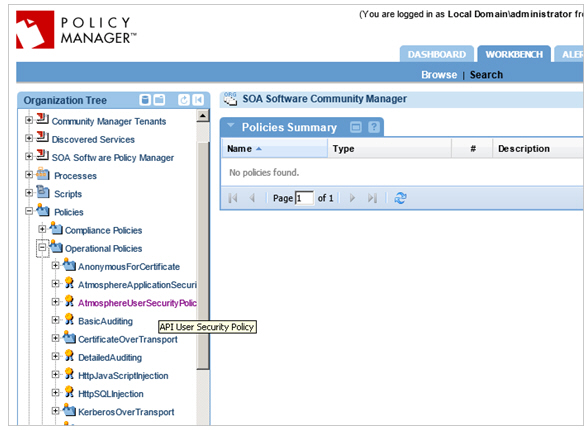 POLICY
MANAGER™
(You are logged in as Local Domain\administrator fr
DASHBOARD WORKBENCH ALER
Browse | Search
Organization Tree
Community Manager Tenants
Discovered Services
SOA Software Policy Manager
Processes
Scripts
Policies
Compliance Policies
Operational Policies
AnonymousForCertificate
AtmosphereApplicationSecuri
AtmosphereUserSecurityPolic
BasicAuditing
API User Security Policy
CertificateOverTransport
DetailedAuditing
HttpJavaScriptInjection
HttpSQLInjection
KerberosOverTransport
ORG
SOA Software Community Manager
Policies Summary ?
Name Type # Description
No policies found.
Page 1 of 1